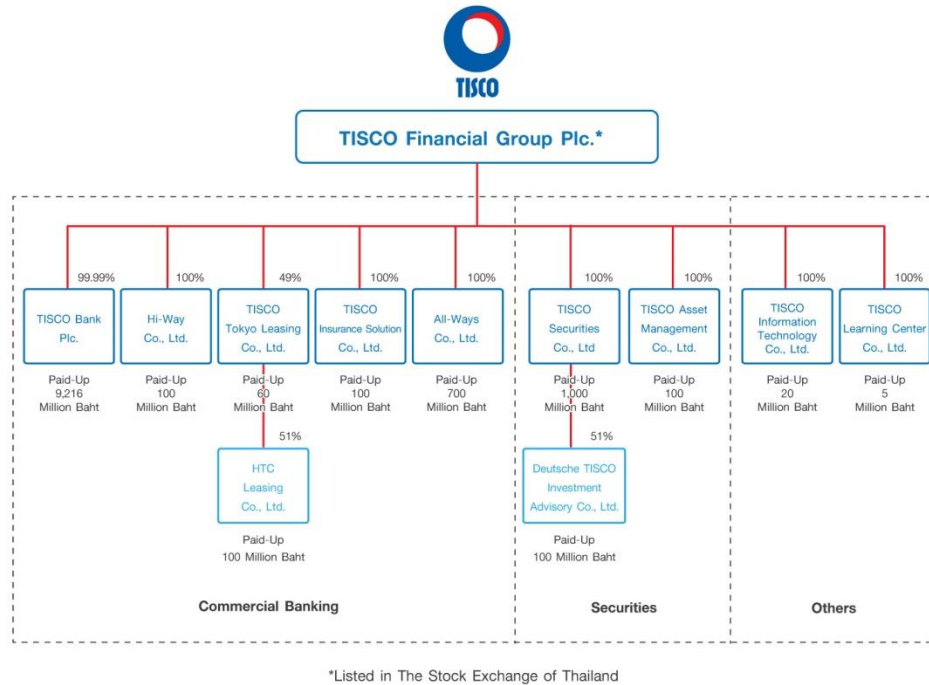 TISCO
TISCO Financial Group Plc.*
99.99%
TISCO Bank
Plc.
Paid-Up
9,216
Million Baht
100%
Hi-Way
Co., Ltd.
Paid-Up
100
Million Baht
49%
TISCO
Tokyo Leasing
Co., Ltd.
Paid-Up
60
Million Baht
51%
HTC
Leasing
Co., Ltd.
Paid-Up
100 Million Baht
100%
TISCO
Insurance Solution
Co., Ltd.
Paid-Up
100
Million Baht
100%
All-Ways
Co., Ltd.
Paid-Up
700
Million Baht
Commercial Banking
100%
TISCO
Securities
Co., Ltd
Paid-Up
1,000
Million Baht
51%
Deutsche TISCO
Investment
Advisory Co., Ltd.
Paid-Up
100 Million Baht
100%
TISCO Asset
Management
Co., Ltd.
Paid-Up
100
Million Baht
Securities
100%
TISCO
Information
Technology
Co., Ltd.
Paid-Up
20
Million Baht
100%
TISCO
Learning Center
Co., Ltd.
Paid-Up
5
Million Baht
Others
*Listed in The Stock Exchange of Thailand